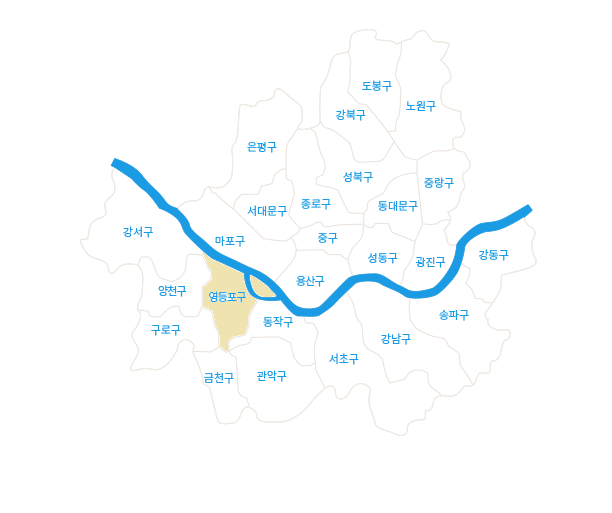 도봉구
노원구
강북구
은평구
성북구
중랑구
서대문구
종로구
동대문구
강서구
마포구
중구
성동구
광진구
강동구
용산구
양천구
영등포구
동작구
송파구
구로구
강남구
서초구
금천구
관악구